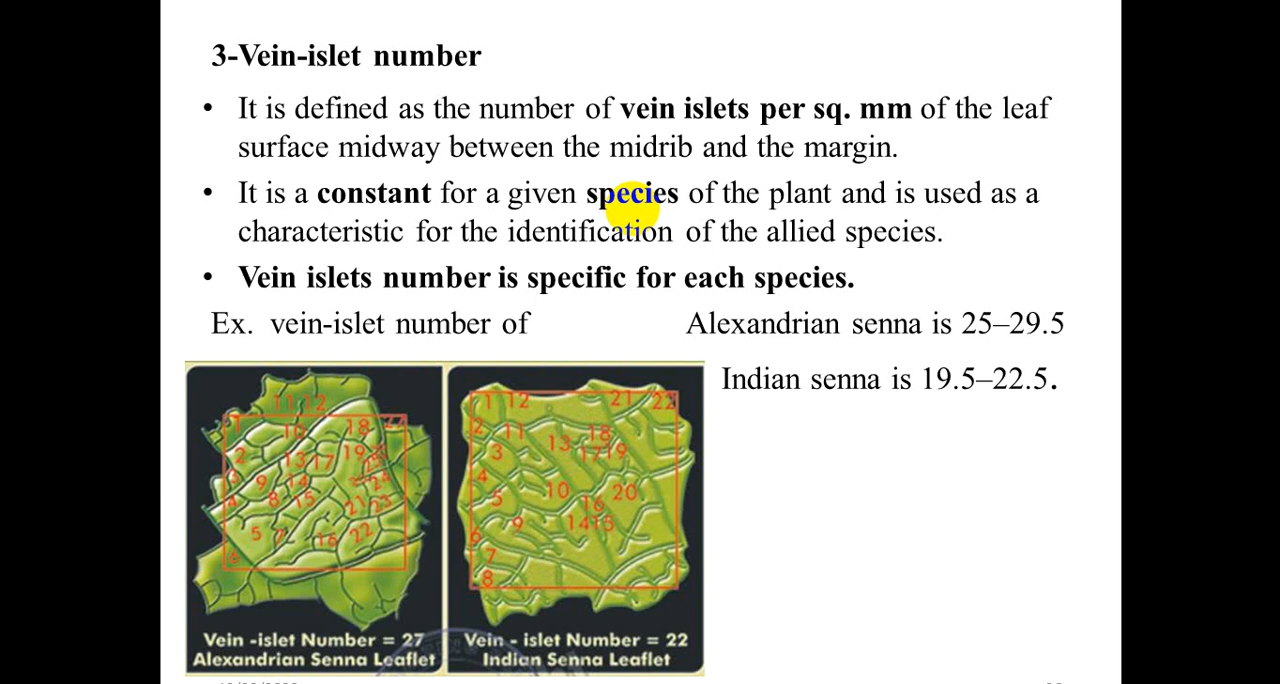 3-Vein-islet number
• It is defined as the number of vein islets per sq. mm of the leaf
surface midway between the midrib and the margin.
• It is a constant for a given species of the plant and is used as a
characteristic for the identification of the allied species.
• Vein islets number is specific for each species.
Ex. vein-islet number of Alexandrian senna is 25–29.5
Indian senna is 19.5–22.5.
Vein -islet Number = 27
Alexandrian Senna Leaflet
Vein - islet Number = 22
Indian Senna Leaflet